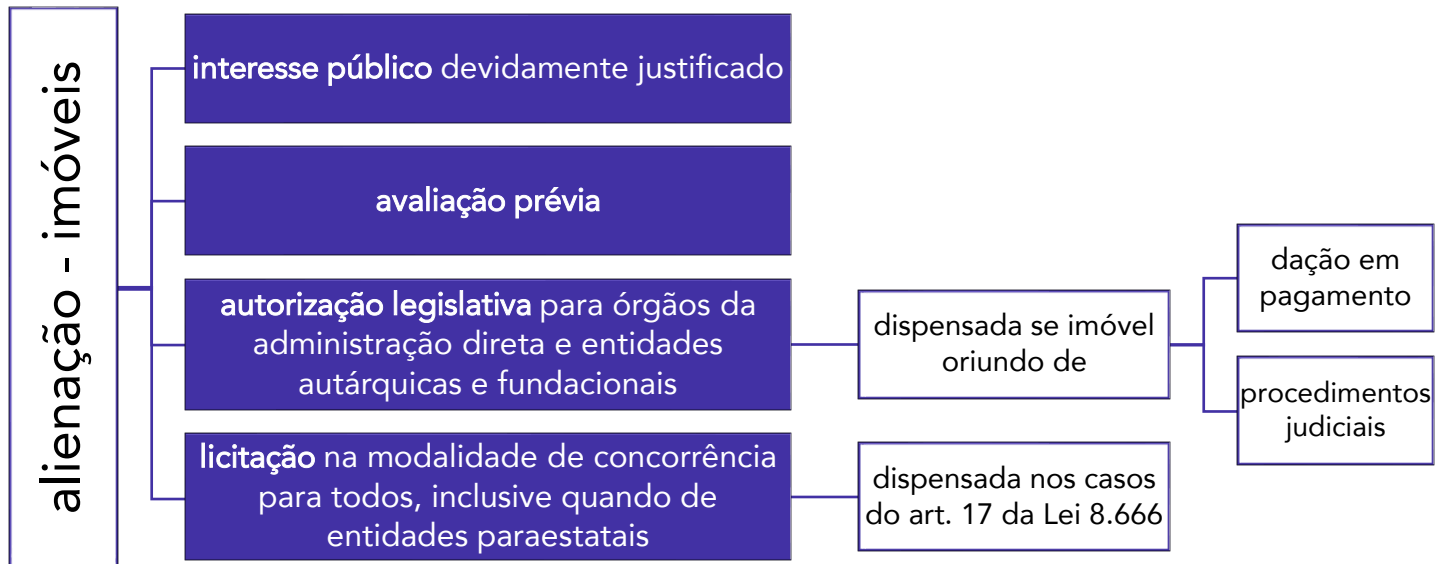 alienação - imóveis
interesse público devidamente justificado
avaliação prévia
autorização legislativa para órgãos da
administração direta e entidades
autárquicas e fundacionais
dispensada se imóvel
oriundo de
dação em
pagamento
procedimentos
judiciais
licitação na modalidade de concorrência
para todos, inclusive quando de
entidades paraestatais
dispensada nos casos
do art. 17 da Lei 8.666